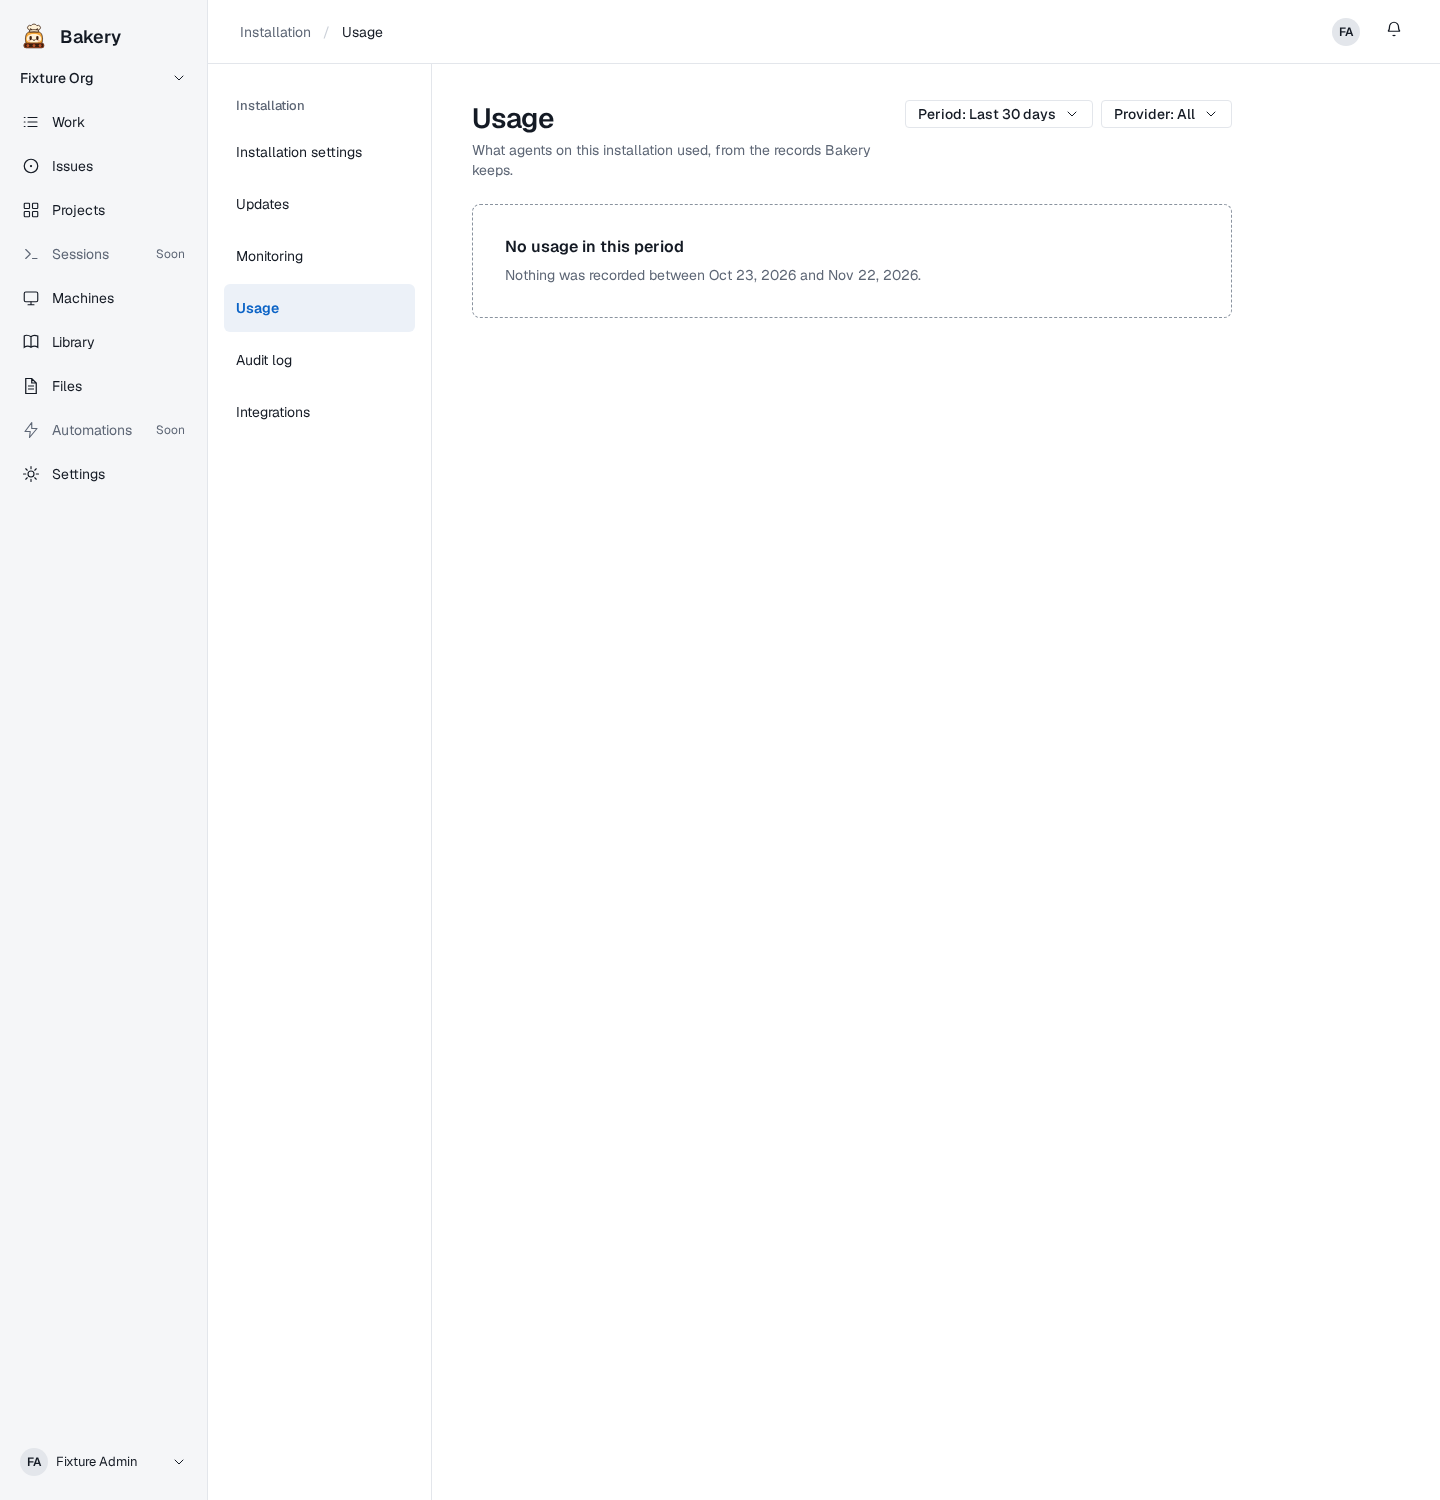 Bakery
Fixture Org
Work
Issues
Projects
Sessions Soon
Machines
Library
Files
Automations Soon
Settings
FA Fixture Admin
Installation / Usage
FA
Installation
Installation settings
Updates
Monitoring
Usage
Audit log
Integrations
Usage
What agents on this installation used, from the records Bakery
keeps.
Period: Last 30 days
Provider: All
No usage in this period
Nothing was recorded between Oct 23, 2026 and Nov 22, 2026.